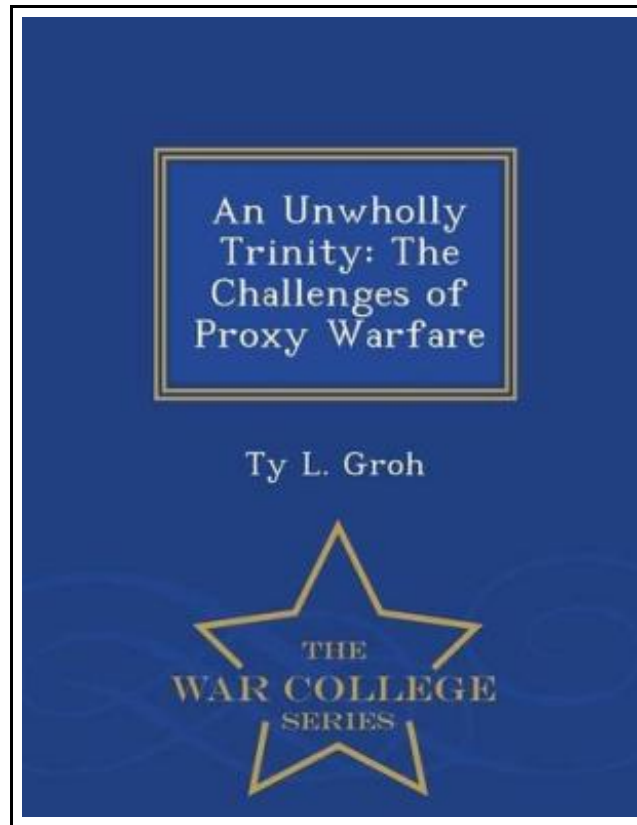 An Unwholly
Trinity: The
Challenges of
Proxy Warfare
Ty L. Groh
THE
WAR COLLEGE
SERIES